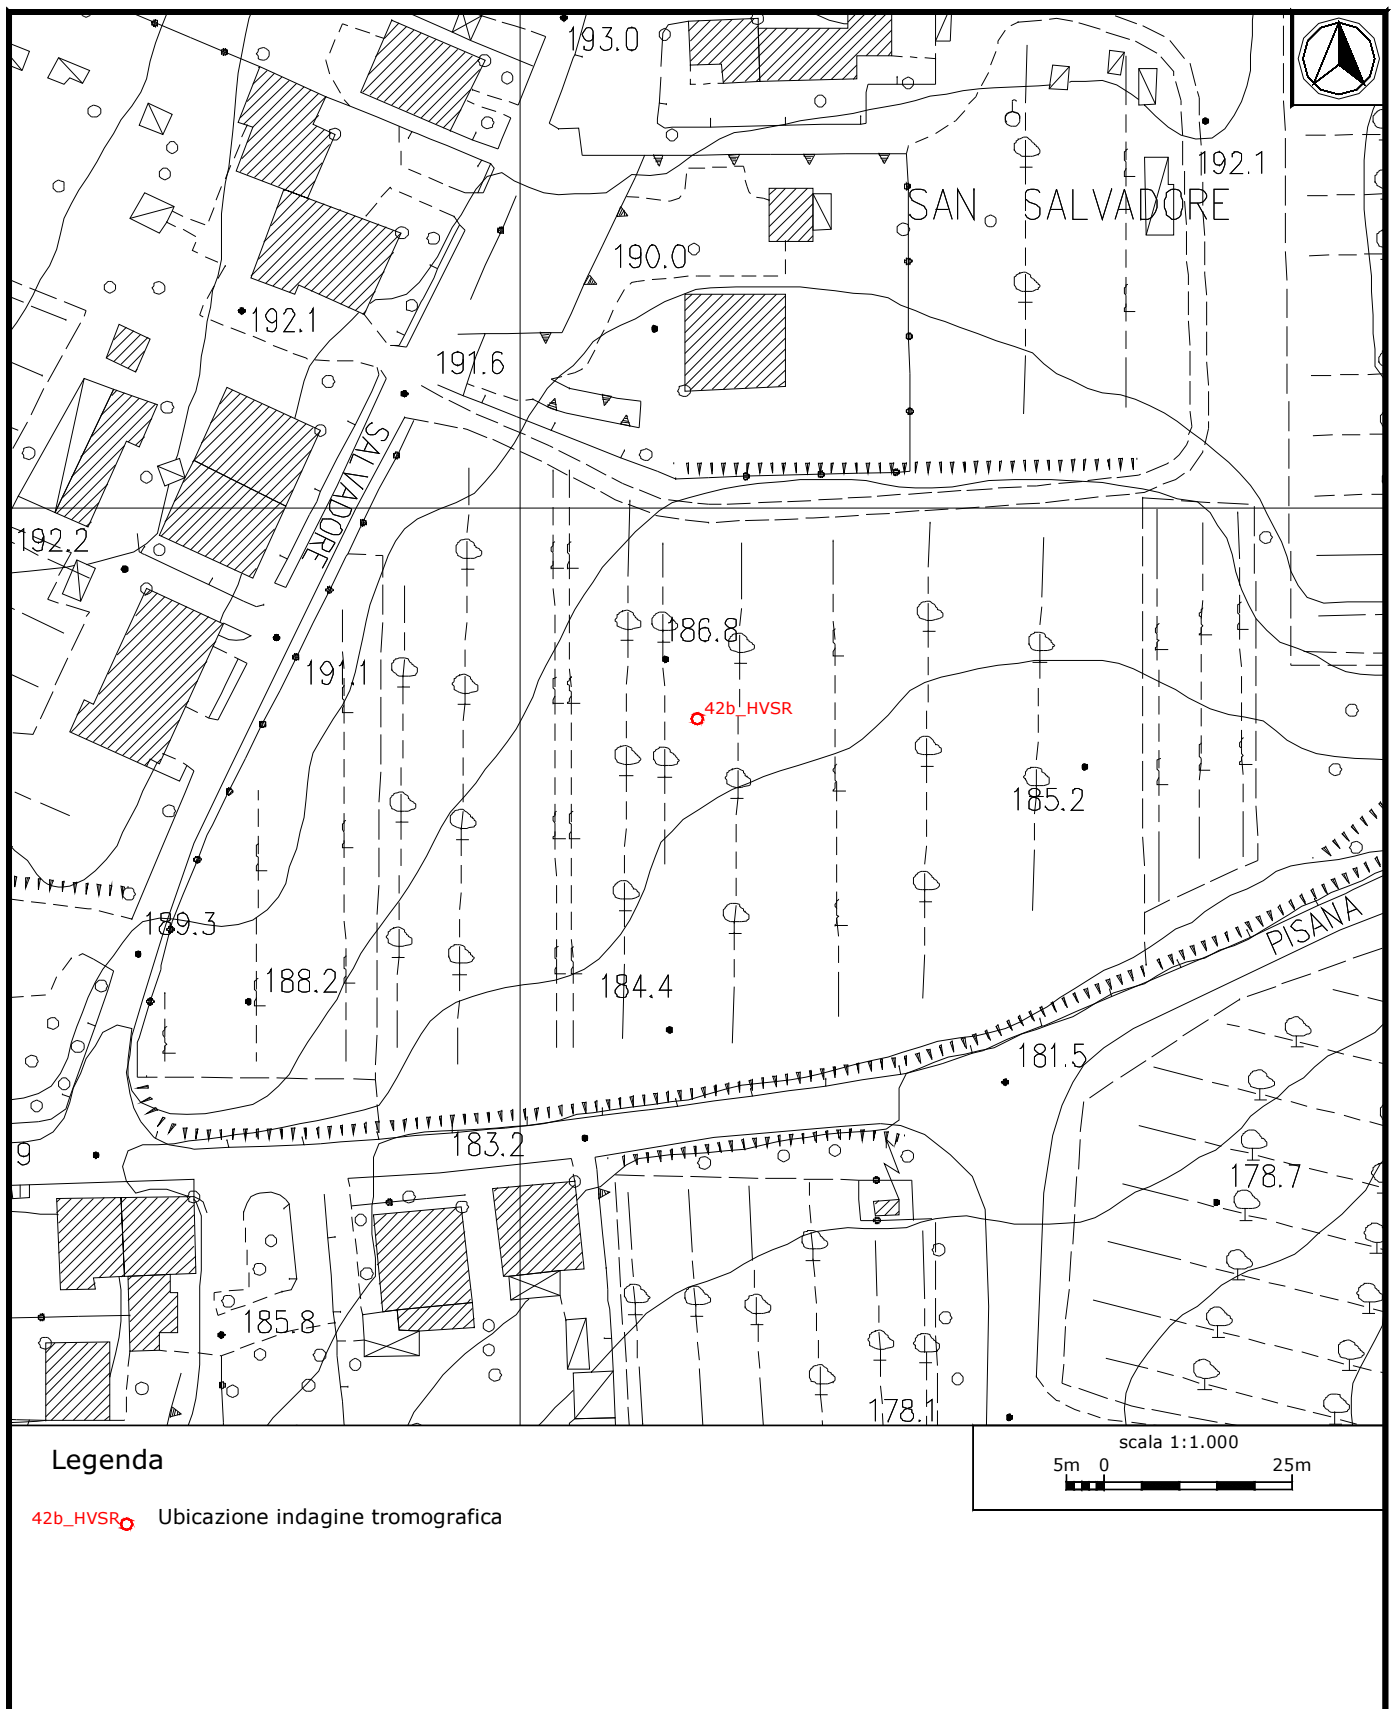 193.0
192.1
SAN SALVADORE
190.0
192.1
191.6
SALVADORE
192.2
186.8
191.1
42b_HVSR
185.2
189.3
PISANA
188.2
184.4
181.5
183.2
9
178.7
185.8
178.1
Legenda
scala 1:1.000
5m 0 25m
42b_HVSR Ubicazione indagine tromografica